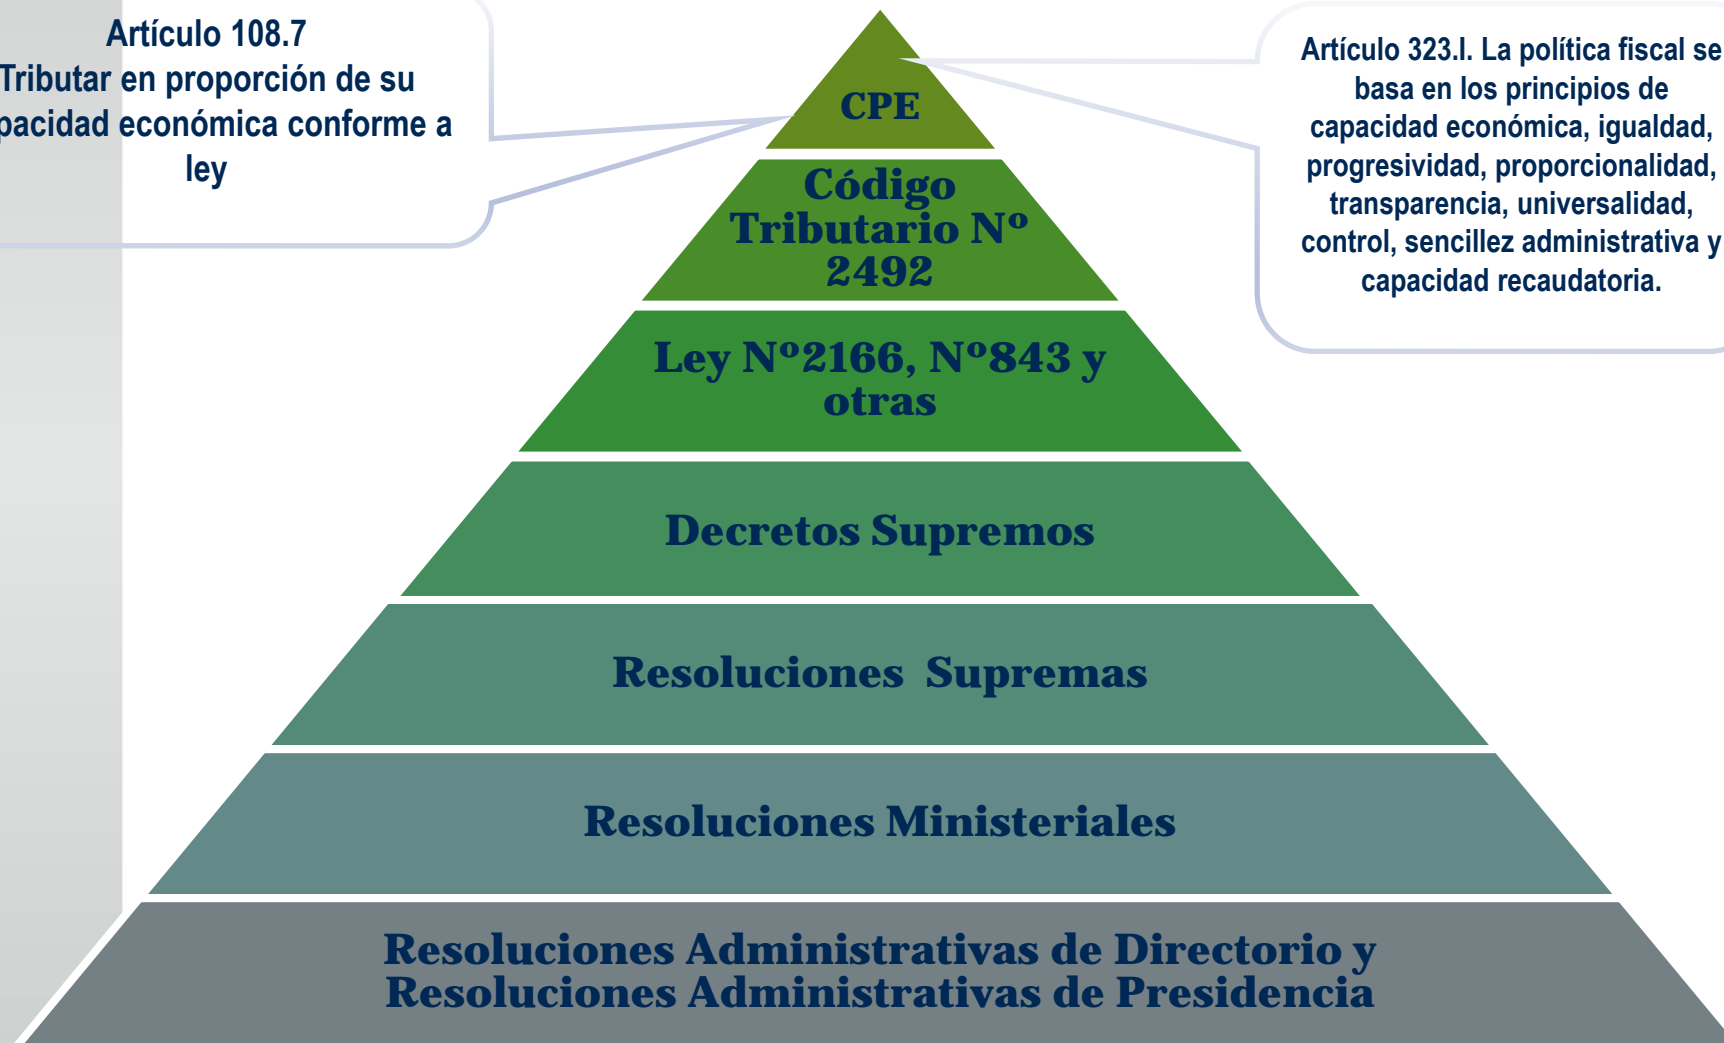 Artículo 108.7
Tributar en proporción de su
económica conforme a
ley
Artículo 323.I. La política fiscal se
basa en los principios de
capacidad económica, igualdad,
progresividad, proporcionalidad,
transparencia, universalidad,
control, sencillez administrativa y
capacidad recaudatoria.
CPE
Código
Tributario Nº
2492
Ley Nº2166, Nº843 y
otras
Decretos Supremos
Resoluciones  Supremas
Resoluciones Ministeriales
Resoluciones Administrativas de Directorio y
Resoluciones Administrativas de Presidencia